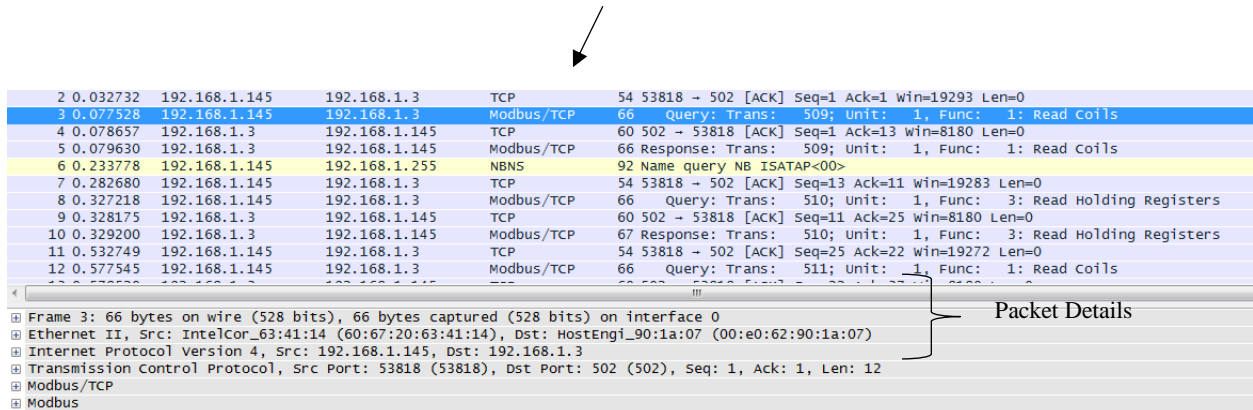 2 0.032732 192.168.1.145 192.168.1.3 TCP 54 53818 → 502 [ACK] Seq=1 Ack=1 Win=19293 Len=0
3 0.077528 192.168.1.145 192.168.1.3 Modbus/TCP 66 Query: Trans: 509; Unit: 1, Func: 1: Read Coils
4 0.078657 192.168.1.3 192.168.1.145 TCP 60 502 → 53818 [ACK] Seq=1 Ack=13 Win=8180 Len=0
5 0.079630 192.168.1.3 192.168.1.145 Modbus/TCP 66 Response: Trans: 509; Unit: 1, Func: 1: Read Coils
6 0.233778 192.168.1.145 192.168.1.255 NBNS 92 Name query NB ISATAP<00>
7 0.282680 192.168.1.145 192.168.1.3 TCP 54 53818 → 502 [ACK] Seq=13 Ack=11 Win=19283 Len=0
8 0.327218 192.168.1.145 192.168.1.3 Modbus/TCP 66 Query: Trans: 510; Unit: 1, Func: 3: Read Holding Registers
9 0.328175 192.168.1.3 192.168.1.145 TCP 60 502 → 53818 [ACK] Seq=11 Ack=25 Win=8180 Len=0
10 0.329200 192.168.1.3 192.168.1.145 Modbus/TCP 67 Response: Trans: 510; Unit: 1, Func: 3: Read Holding Registers
11 0.532749 192.168.1.145 192.168.1.3 TCP 54 53818 → 502 [ACK] Seq=25 Ack=22 Win=19272 Len=0
12 0.577545 192.168.1.145 192.168.1.3 Modbus/TCP 66 Query: Trans: 511; Unit: 1, Func: 1: Read Coils
Packet Details
Frame 3: 66 bytes on wire (528 bits), 66 bytes captured (528 bits) on interface 0
Ethernet II, Src: IntelCor_63:41:14 (60:67:20:63:41:14), Dst: HostEngi_90:1a:07 (00:e0:62:90:1a:07)
Internet Protocol Version 4, Src: 192.168.1.145, Dst: 192.168.1.3
Transmission Control Protocol, Src Port: 53818 (53818), Dst Port: 502 (502), Seq: 1, Ack: 1, Len: 12
Modbus/TCP
Modbus